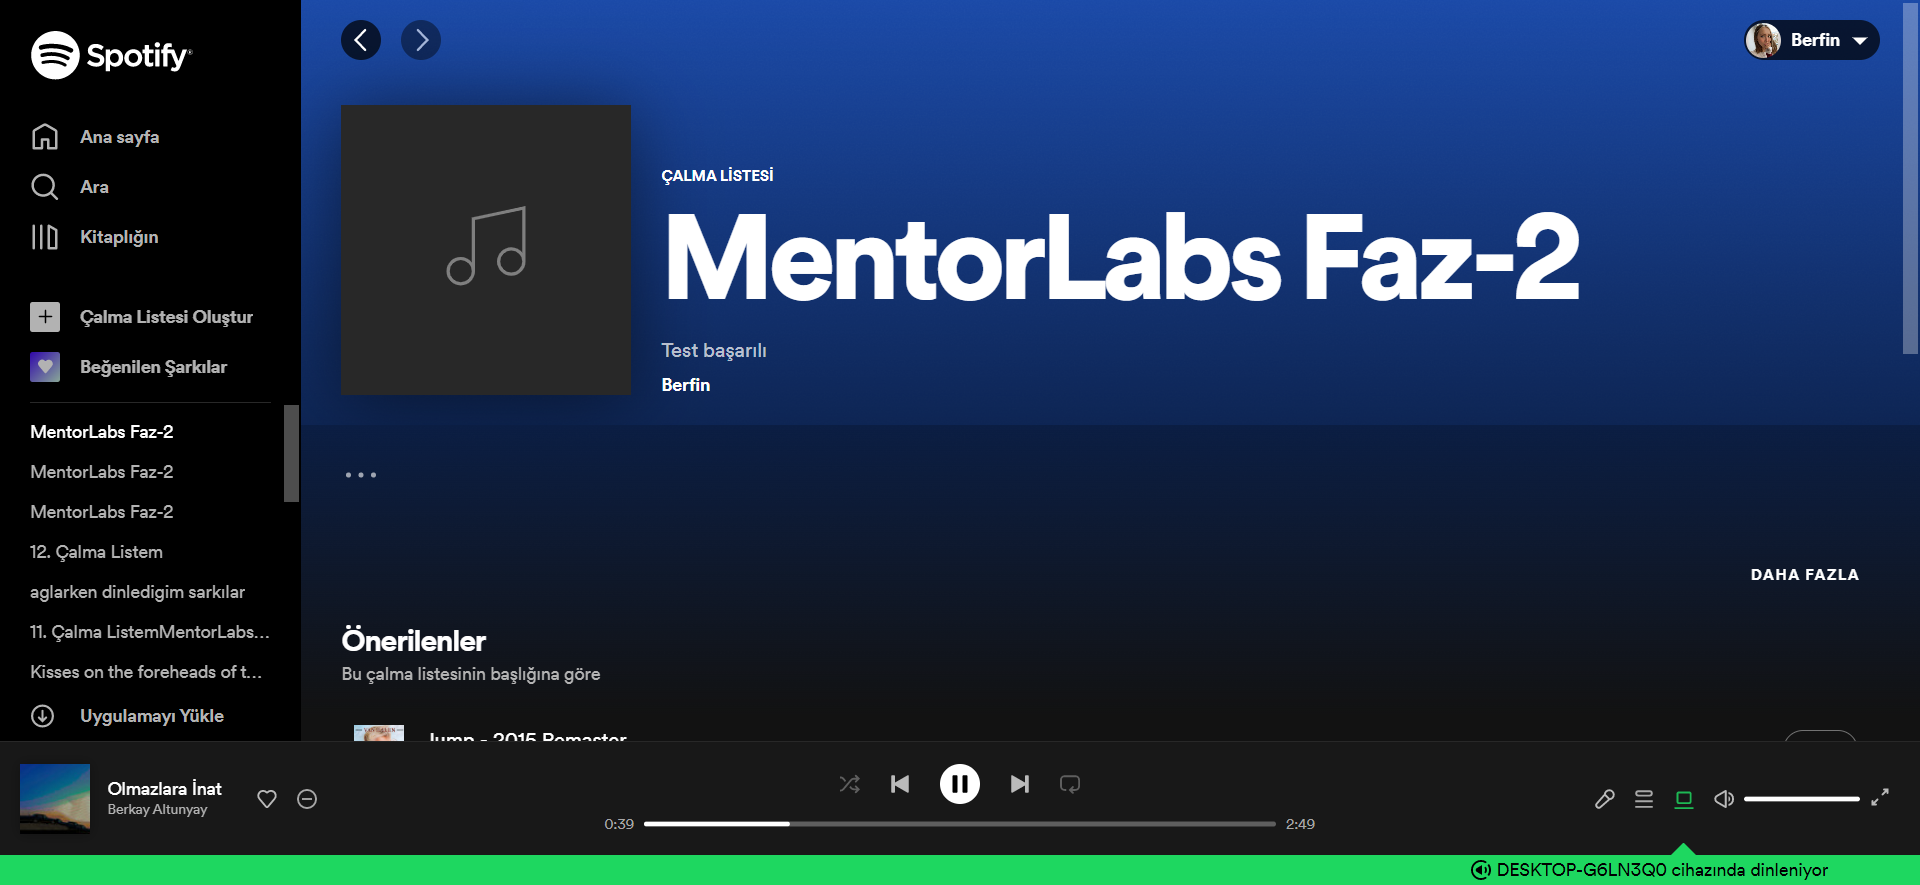 Spotify
Ana sayfa
Ara
Kitaplığın
Çalma Listesi Oluştur
Beğenilen Şarkılar
MentorLabs Faz-2
MentorLabs Faz-2
MentorLabs Faz-2
12. Çalma Listem
aglarken dinledigim sarkılar
11. Çalma ListemMentorLabs...
Kisses on the foreheads of t...
Uygulamayı Yükle
Berfin
ÇALMA LİSTESİ
MentorLabs Faz-2
Test başarılı
Berfin
DAHA FAZLA
Önerilenler
Bu çalma listesinin başlığına göre
Jump - 2015 Remaster
Olmazlara İnat
Berkay Altunyay
0:39
2:49
DESKTOP-G6LN3Q0 cihazında dinleniyor